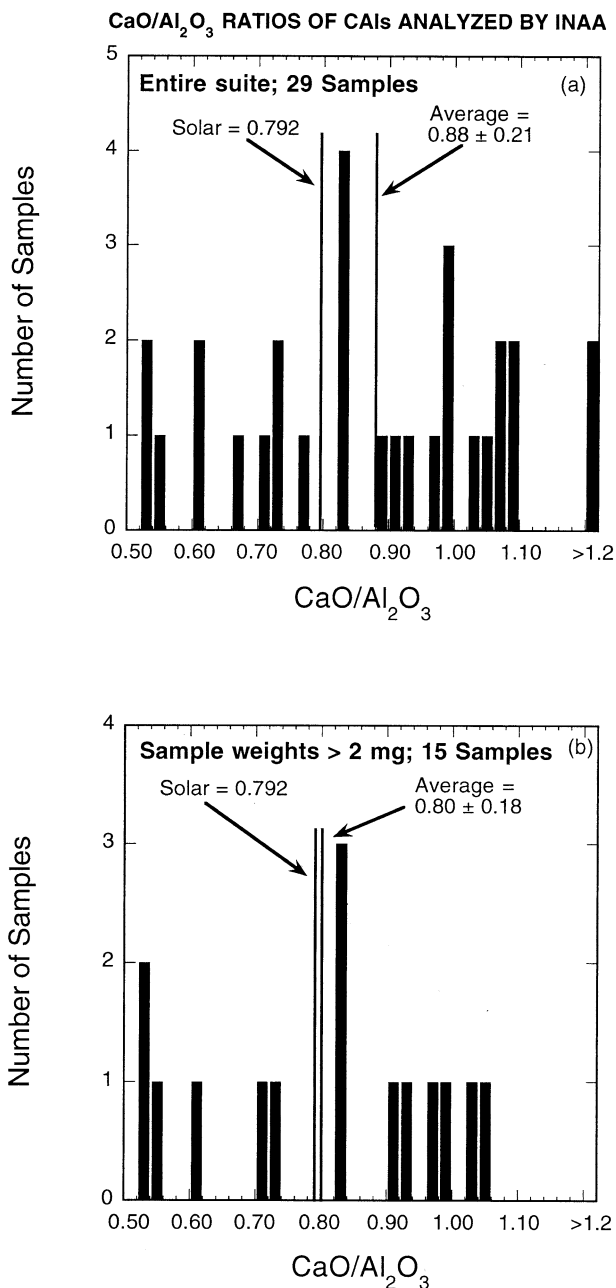 CaO/Al2O3 RATIOS OF CAIs ANALYZED BY INAA
5
Entire suite; 29 Samples
(a)
Solar = 0.792
Average =
0.88 ± 0.21
4
3
2
1
0
Number of Samples
0.50 0.60 0.70 0.80 0.90 1.00 1.10 >1.2
CaO/Al2O3
4
Sample weights > 2 mg; 15 Samples
(b)
Solar = 0.792
Average =
0.80 ± 0.18
3
2
1
0
Number of Samples
0.50 0.60 0.70 0.80 0.90 1.00 1.10 >1.2
CaO/Al2O3